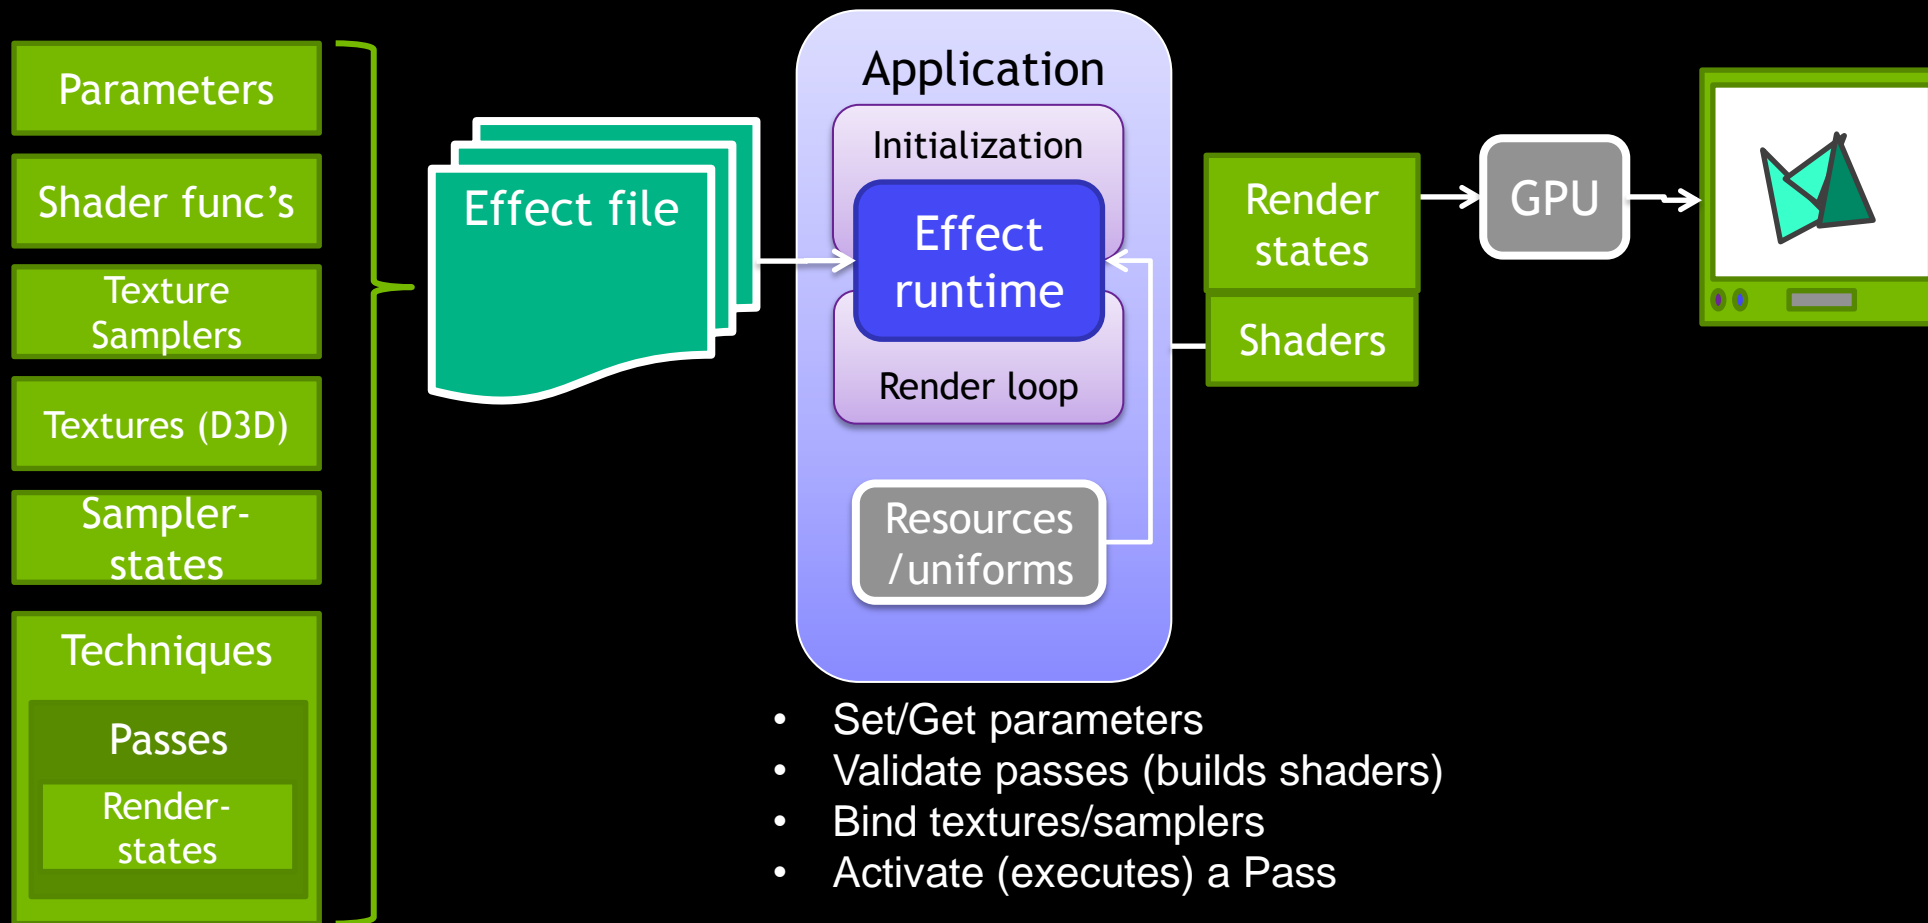 Parameters
Shader func’s
Texture
Samplers
Textures (D3D)
Sampler-
states
Techniques
Passes
Render-
states
Effect file
Application
Initialization
Effect
runtime
Render loop
Resources
/uniforms
Render
states
Shaders
GPU
• Set/Get parameters
• Validate passes (builds shaders)
• Bind textures/samplers
• Activate (executes) a Pass